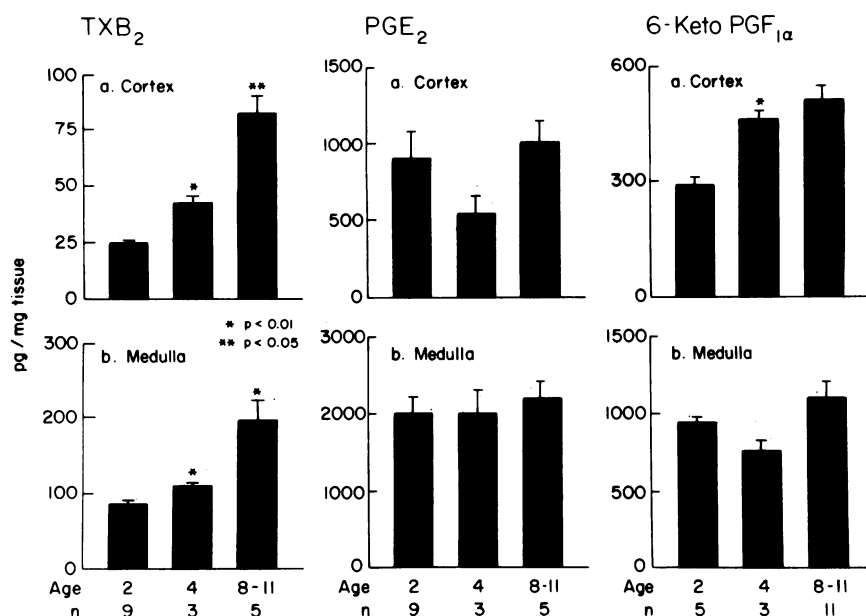 TXB2
PGE2
6-Keto PGF1α
pg / mg tissue
100
75
50
25
0
a. Cortex
*
**
1500
1000
500
0
a. Cortex
600
300
0
a. Cortex
*
300
200
100
0
b. Medulla
* p < 0.01
** p < 0.05
*
*
3000
2000
1000
0
b. Medulla
1500
1000
500
0
b. Medulla
Age 2 4 8-11
n 9 3 5
Age 2 4 8-11
n 9 3 5
Age 2 4 8-11
n 5 3 11